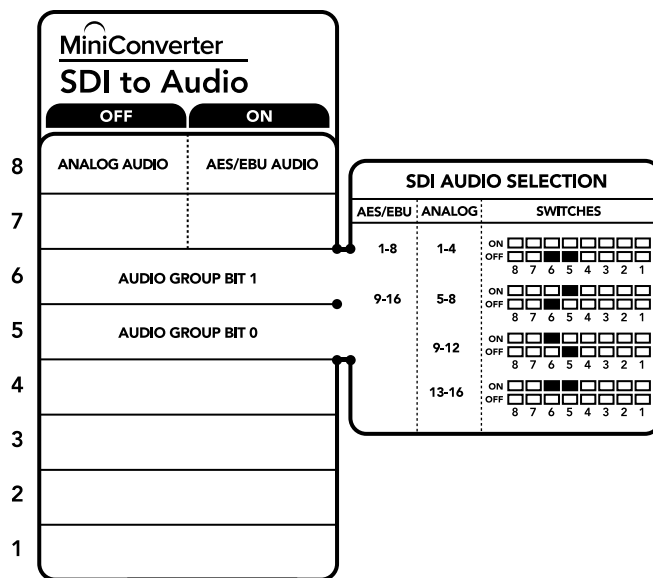 MiniConverter
SDI to Audio
OFF ON
8 ANALOG AUDIO AES/EBU AUDIO
7
6 AUDIO GROUP BIT 1
5 AUDIO GROUP BIT 0
4
3
2
1
SDI AUDIO SELECTION
AES/EBU ANALOG SWITCHES
1-8 1-4 ON
OFF
8 7 6 5 4 3 2 1
9-16 5-8 ON
OFF
8 7 6 5 4 3 2 1
9-12 ON
OFF
8 7 6 5 4 3 2 1
13-16 ON
OFF
8 7 6 5 4 3 2 1